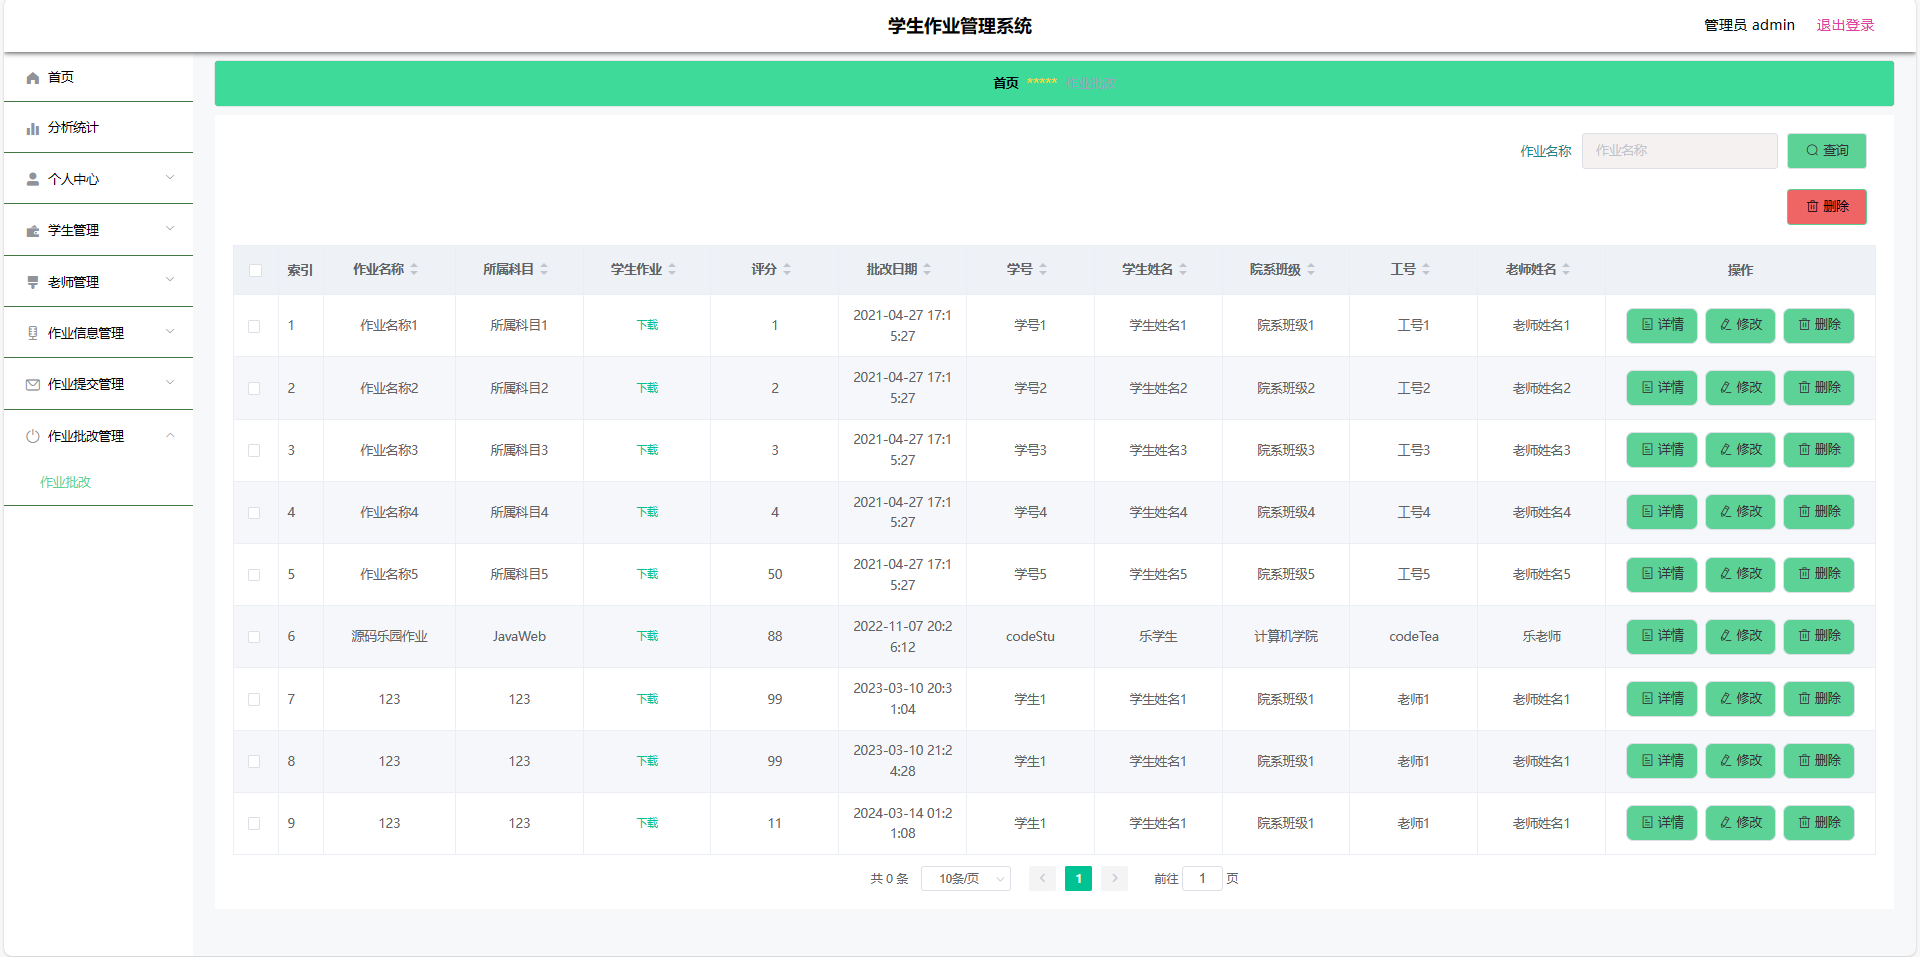 学生作业管理系统
管理员 admin 退出登录
首页
分析统计
个人中心
学生管理
老师管理
作业信息管理
作业提交管理
作业批改管理
作业批改
首页 ***** 作业批改
作业名称 作业名称 查询
删除
索引 作业名称 所属科目 学生作业 评分 批改日期 学号 学生姓名 院系班级 工号 老师姓名 操作
1 作业名称1 所属科目1 下载 1 2021-04-27 17:15:27 学号1 学生姓名1 院系班级1 工号1 老师姓名1 详情 修改 删除
2 作业名称2 所属科目2 下载 2 2021-04-27 17:15:27 学号2 学生姓名2 院系班级2 工号2 老师姓名2 详情 修改 删除
3 作业名称3 所属科目3 下载 3 2021-04-27 17:15:27 学号3 学生姓名3 院系班级3 工号3 老师姓名3 详情 修改 删除
4 作业名称4 所属科目4 下载 4 2021-04-27 17:15:27 学号4 学生姓名4 院系班级4 工号4 老师姓名4 详情 修改 删除
5 作业名称5 所属科目5 下载 50 2021-04-27 17:15:27 学号5 学生姓名5 院系班级5 工号5 老师姓名5 详情 修改 删除
6 源码乐园作业 JavaWeb 下载 88 2022-11-07 20:26:12 codeStu 乐学生 计算机学院 codeTea 乐老师 详情 修改 删除
7 123 123 下载 99 2023-03-10 20:31:04 学生1 学生姓名1 院系班级1 老师1 老师姓名1 详情 修改 删除
8 123 123 下载 99 2023-03-10 21:24:28 学生1 学生姓名1 院系班级1 老师1 老师姓名1 详情 修改 删除
9 123 123 下载 11 2024-03-14 01:21:08 学生1 学生姓名1 院系班级1 老师1 老师姓名1 详情 修改 删除
共 0 条 10条/页 1 前往 1 页